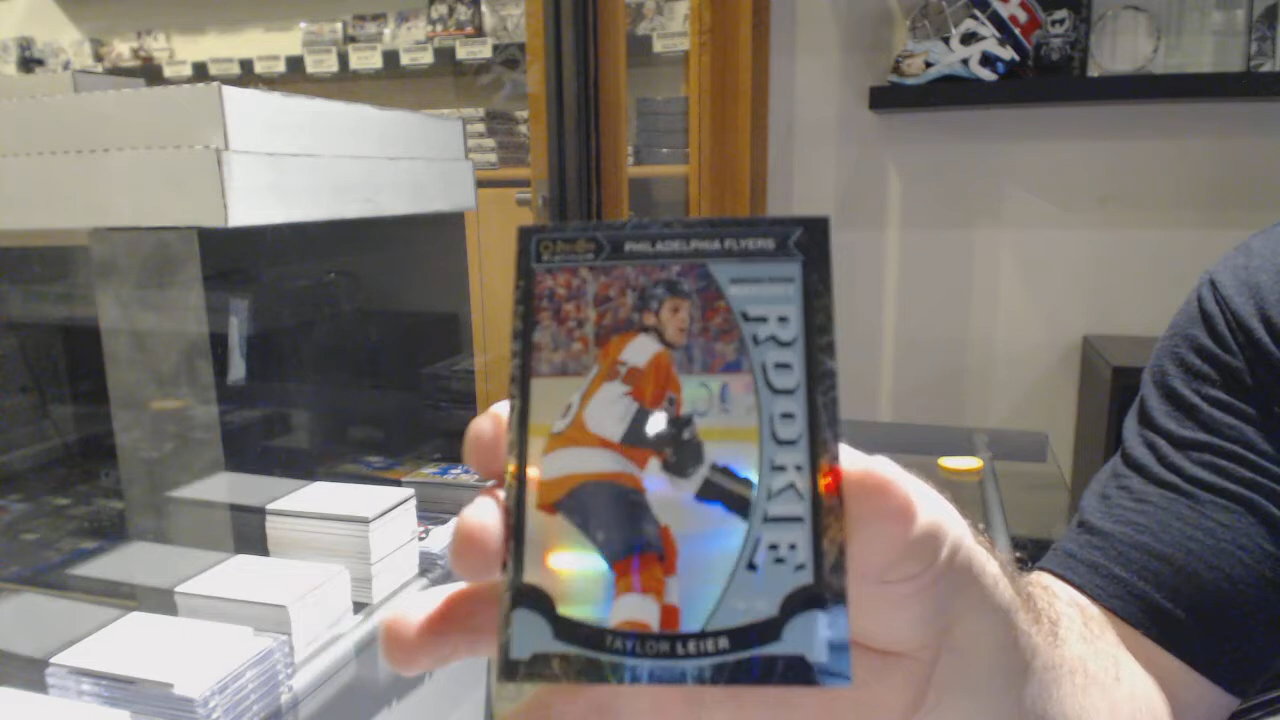 O-Pee-Chee
PLATINUM
PHILADELPHIA FLYERS
ROOKIE
TAYLOR LEIER